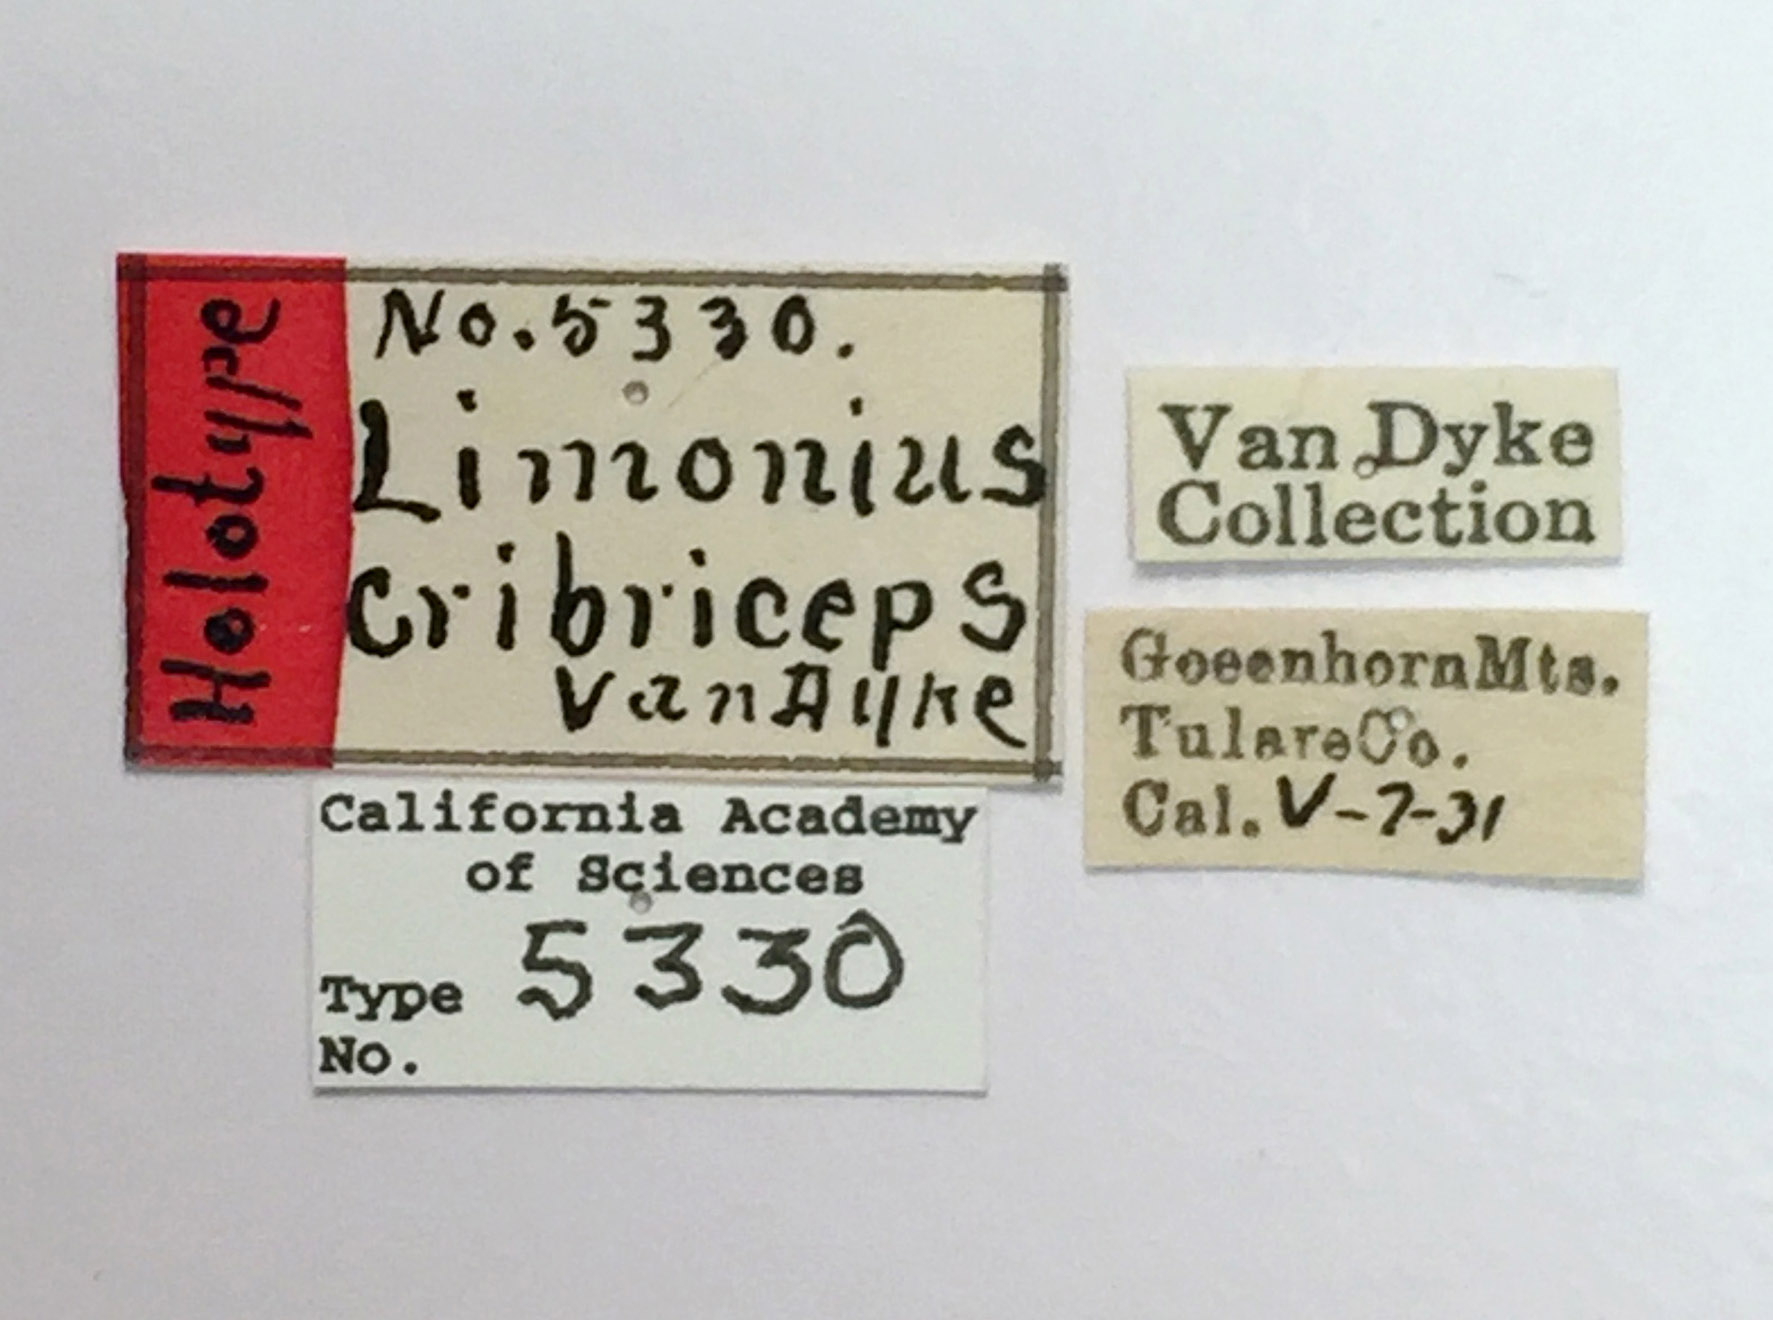 Holotype
No. 5330.
Limonius
cribriceps
VanDyke
California Academy
of Sciences
Type 5330
No.
Van Dyke
Collection
GoeenhornMts.
TulareCo.
Cal. V-7-31